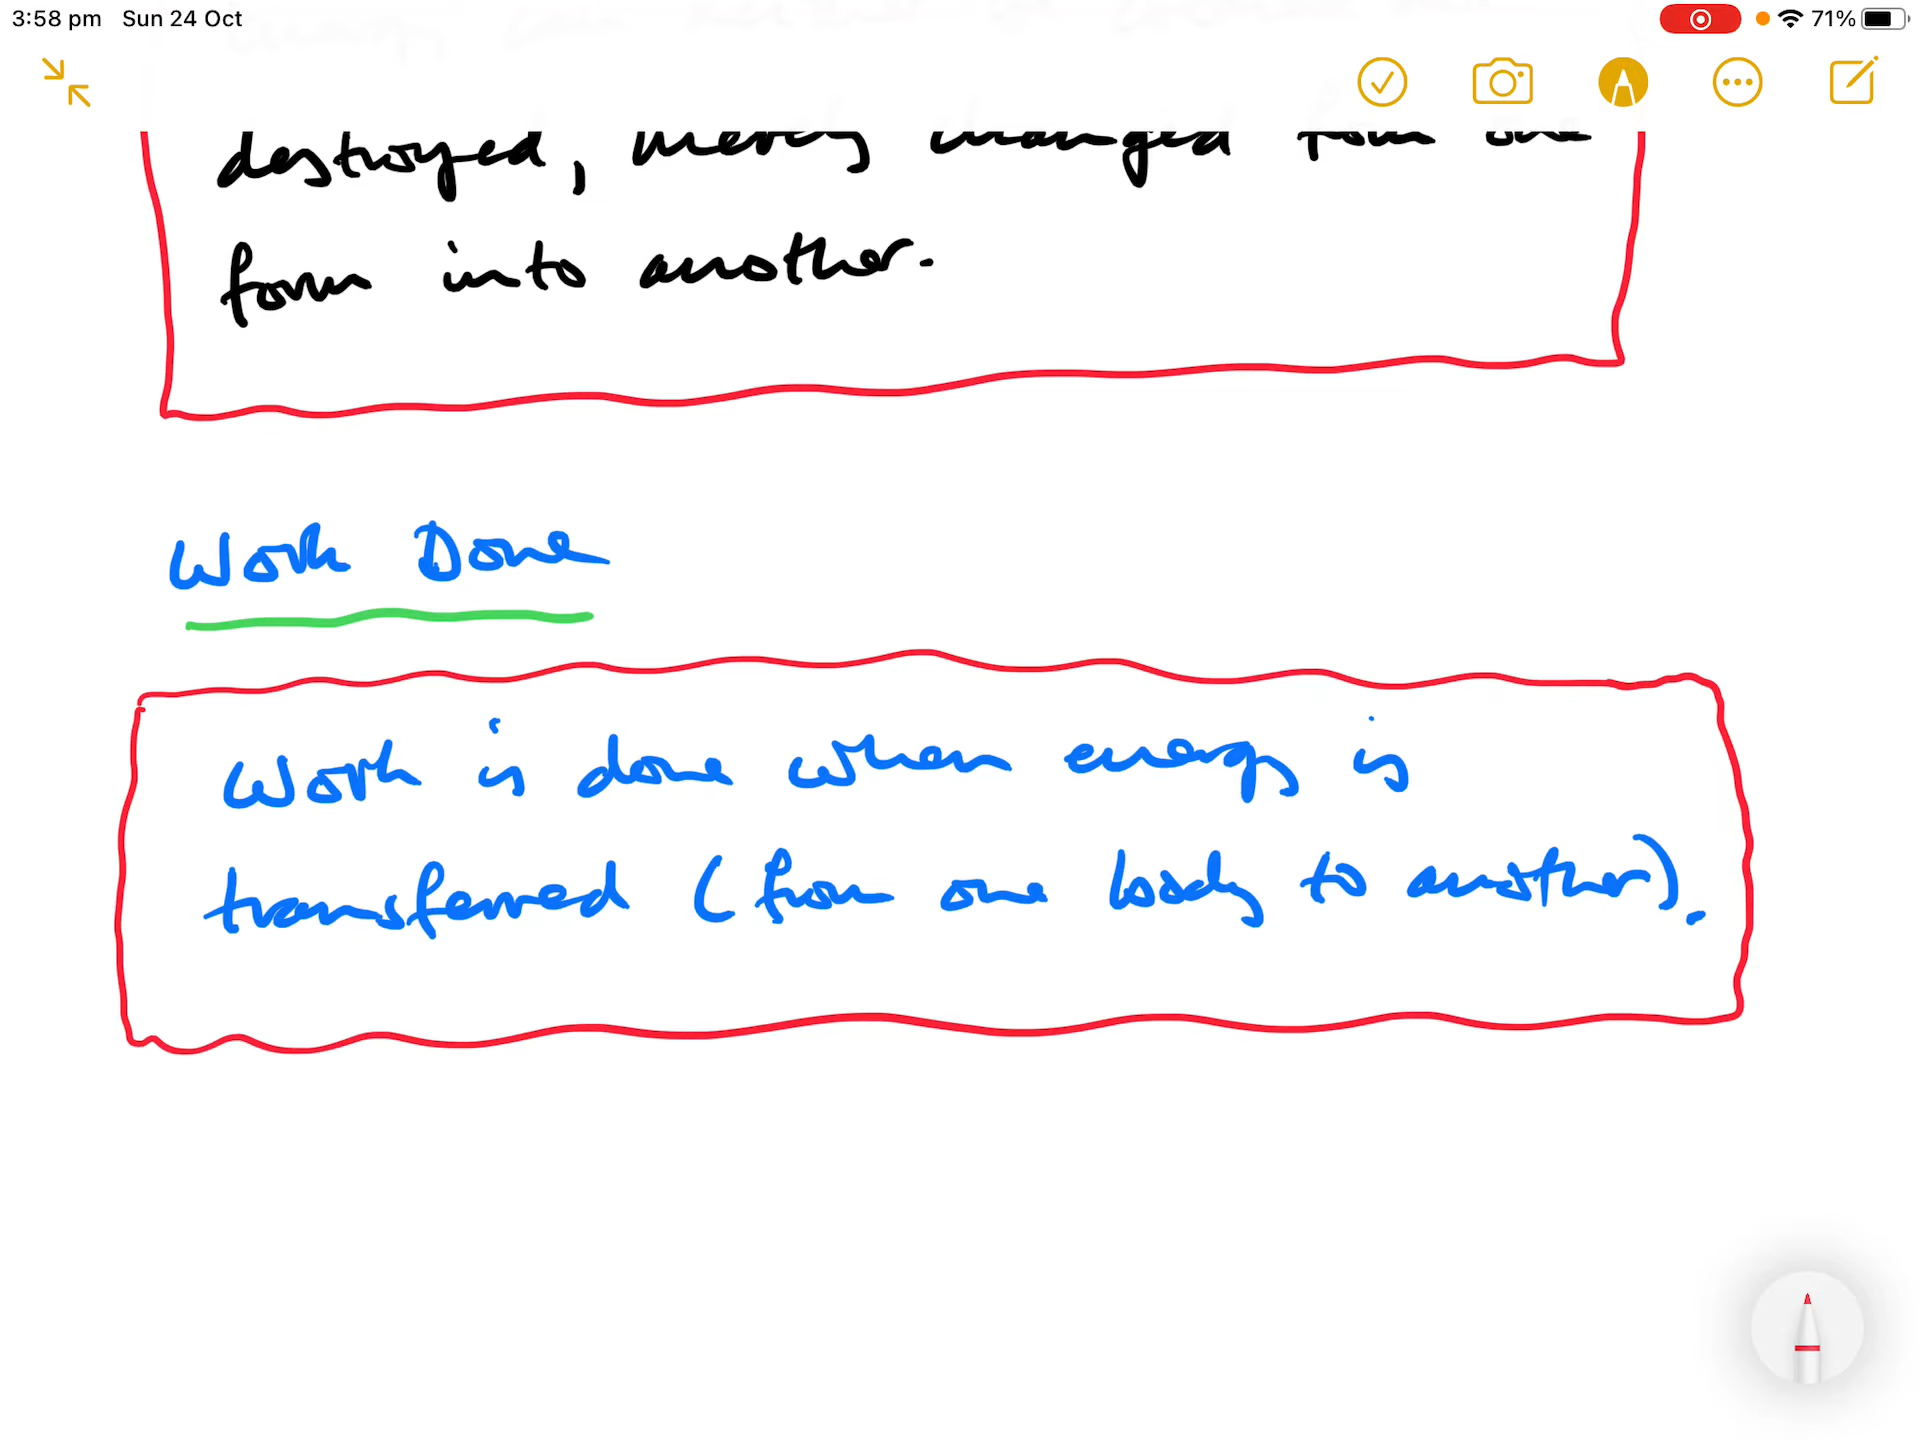 3:58 pm Sun 24 Oct 71%
destroyed, merely changed from one
form into another.
Work Done
Work is done when energy is
transferred (from one body to another).